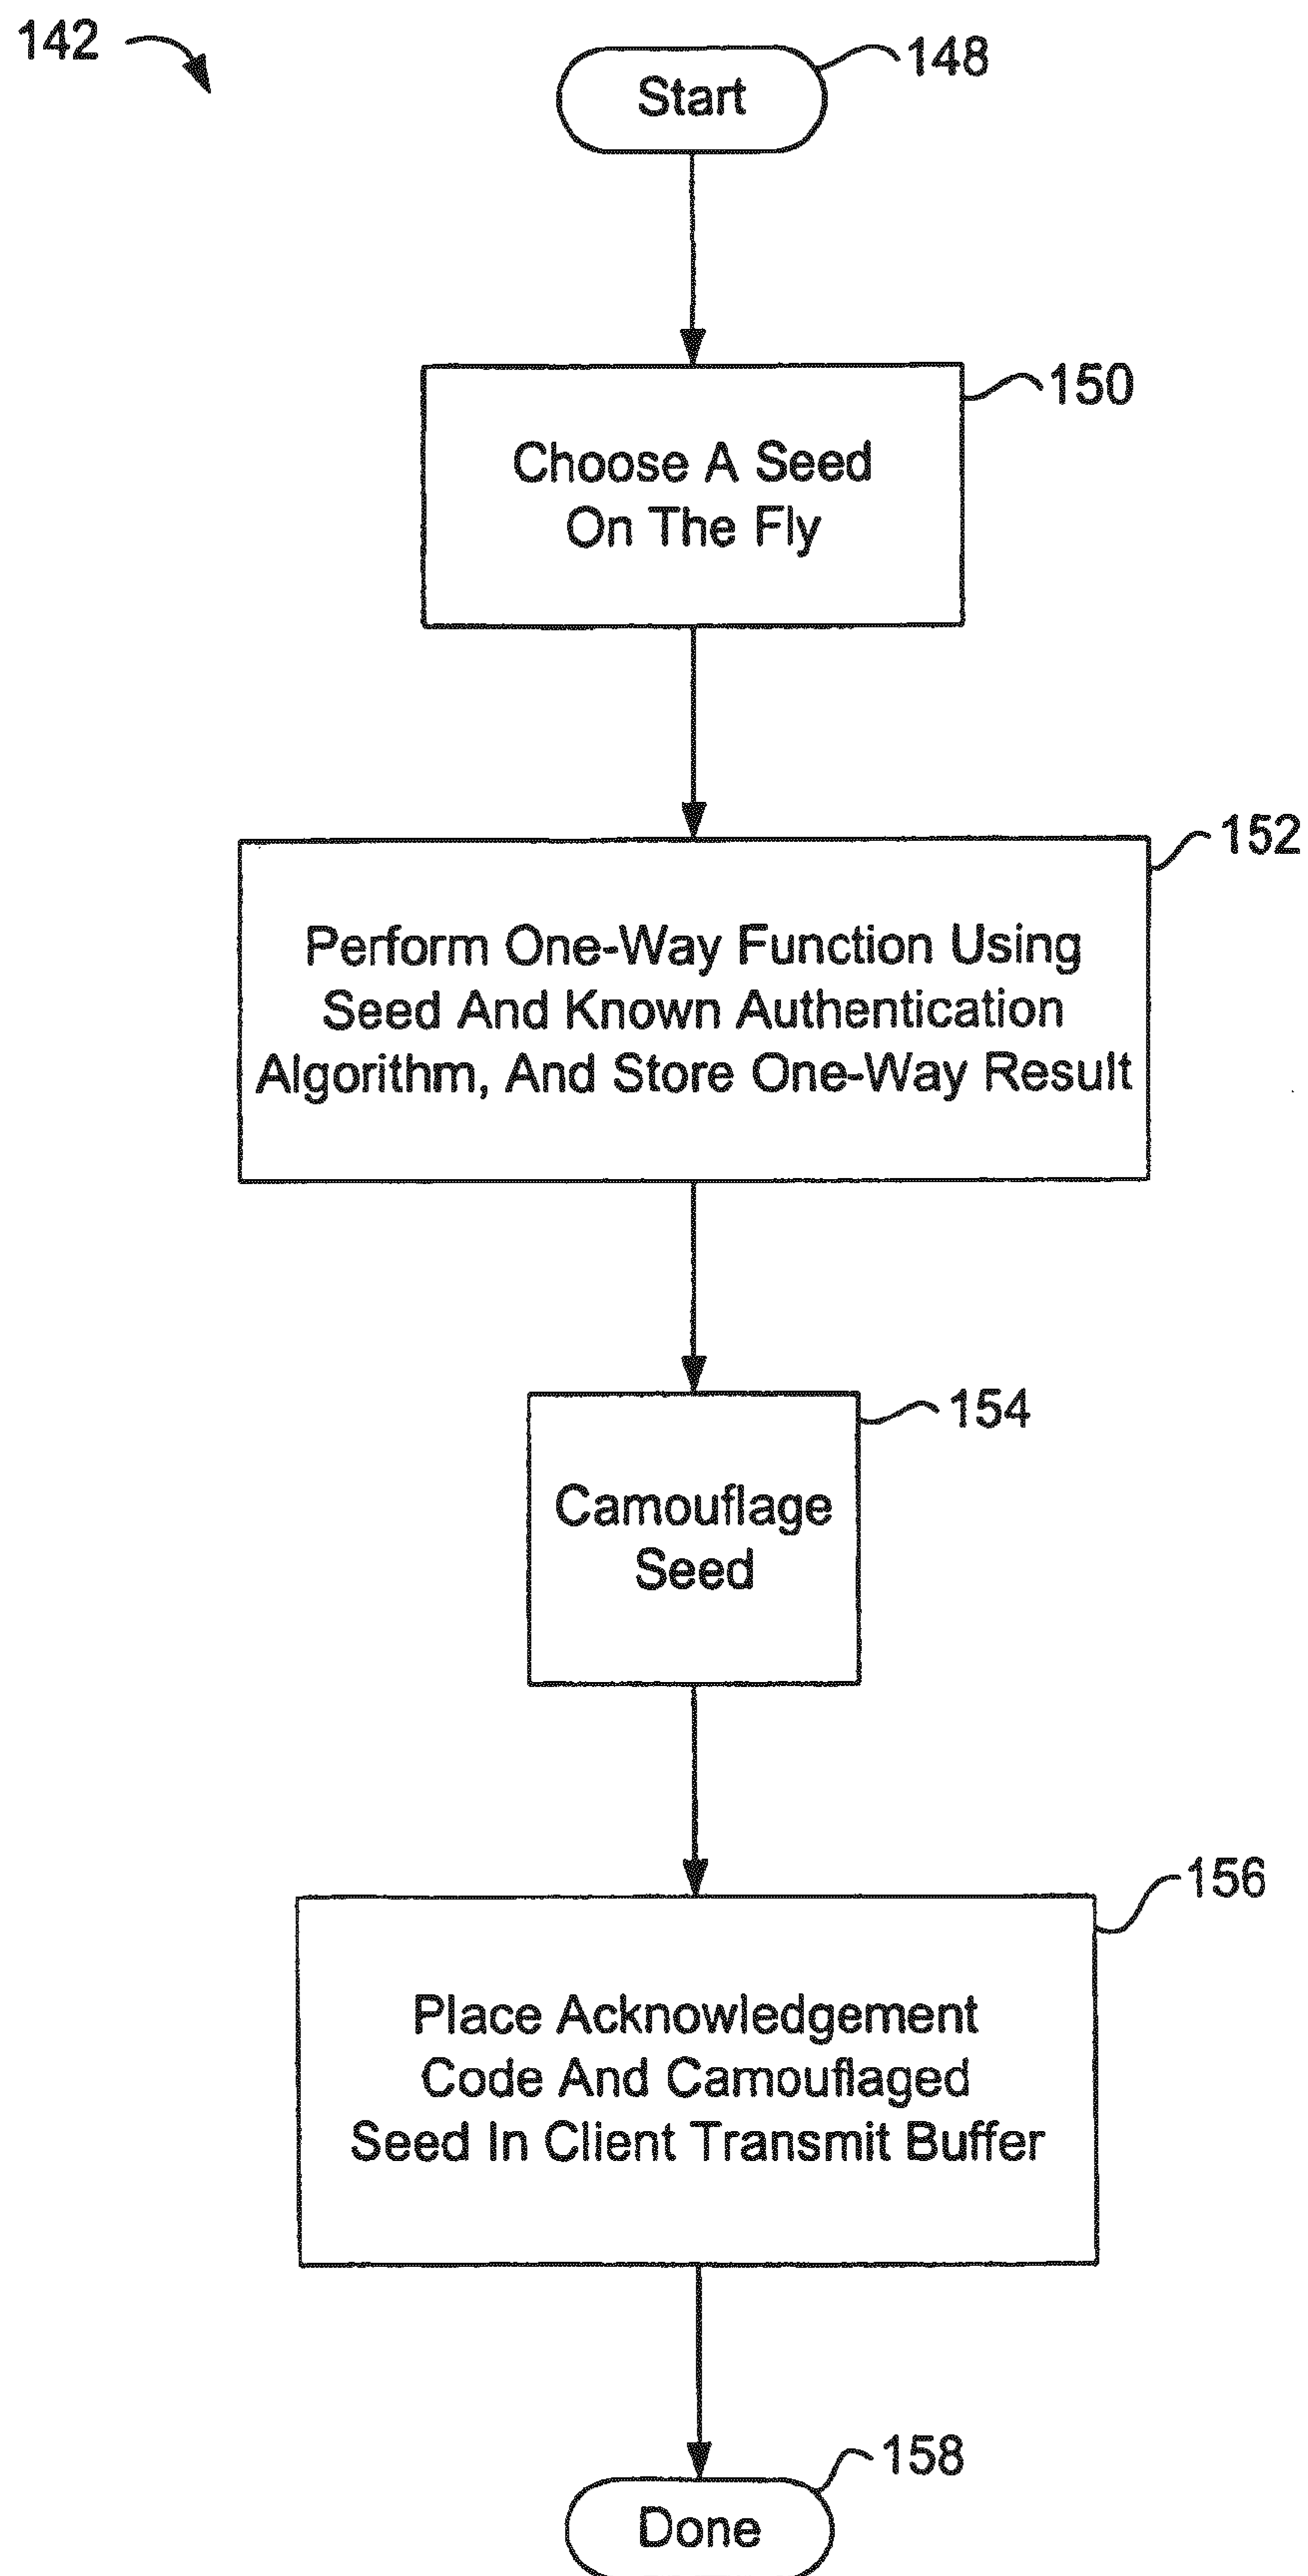 142
Start
148
Choose A Seed
On The Fly
150
Perform One-Way Function Using
Seed And Known Authentication
Algorithm, And Store One-Way Result
152
Camouflage
Seed
154
Place Acknowledgement
Code And Camouflaged
Seed In Client Transmit Buffer
156
Done
158